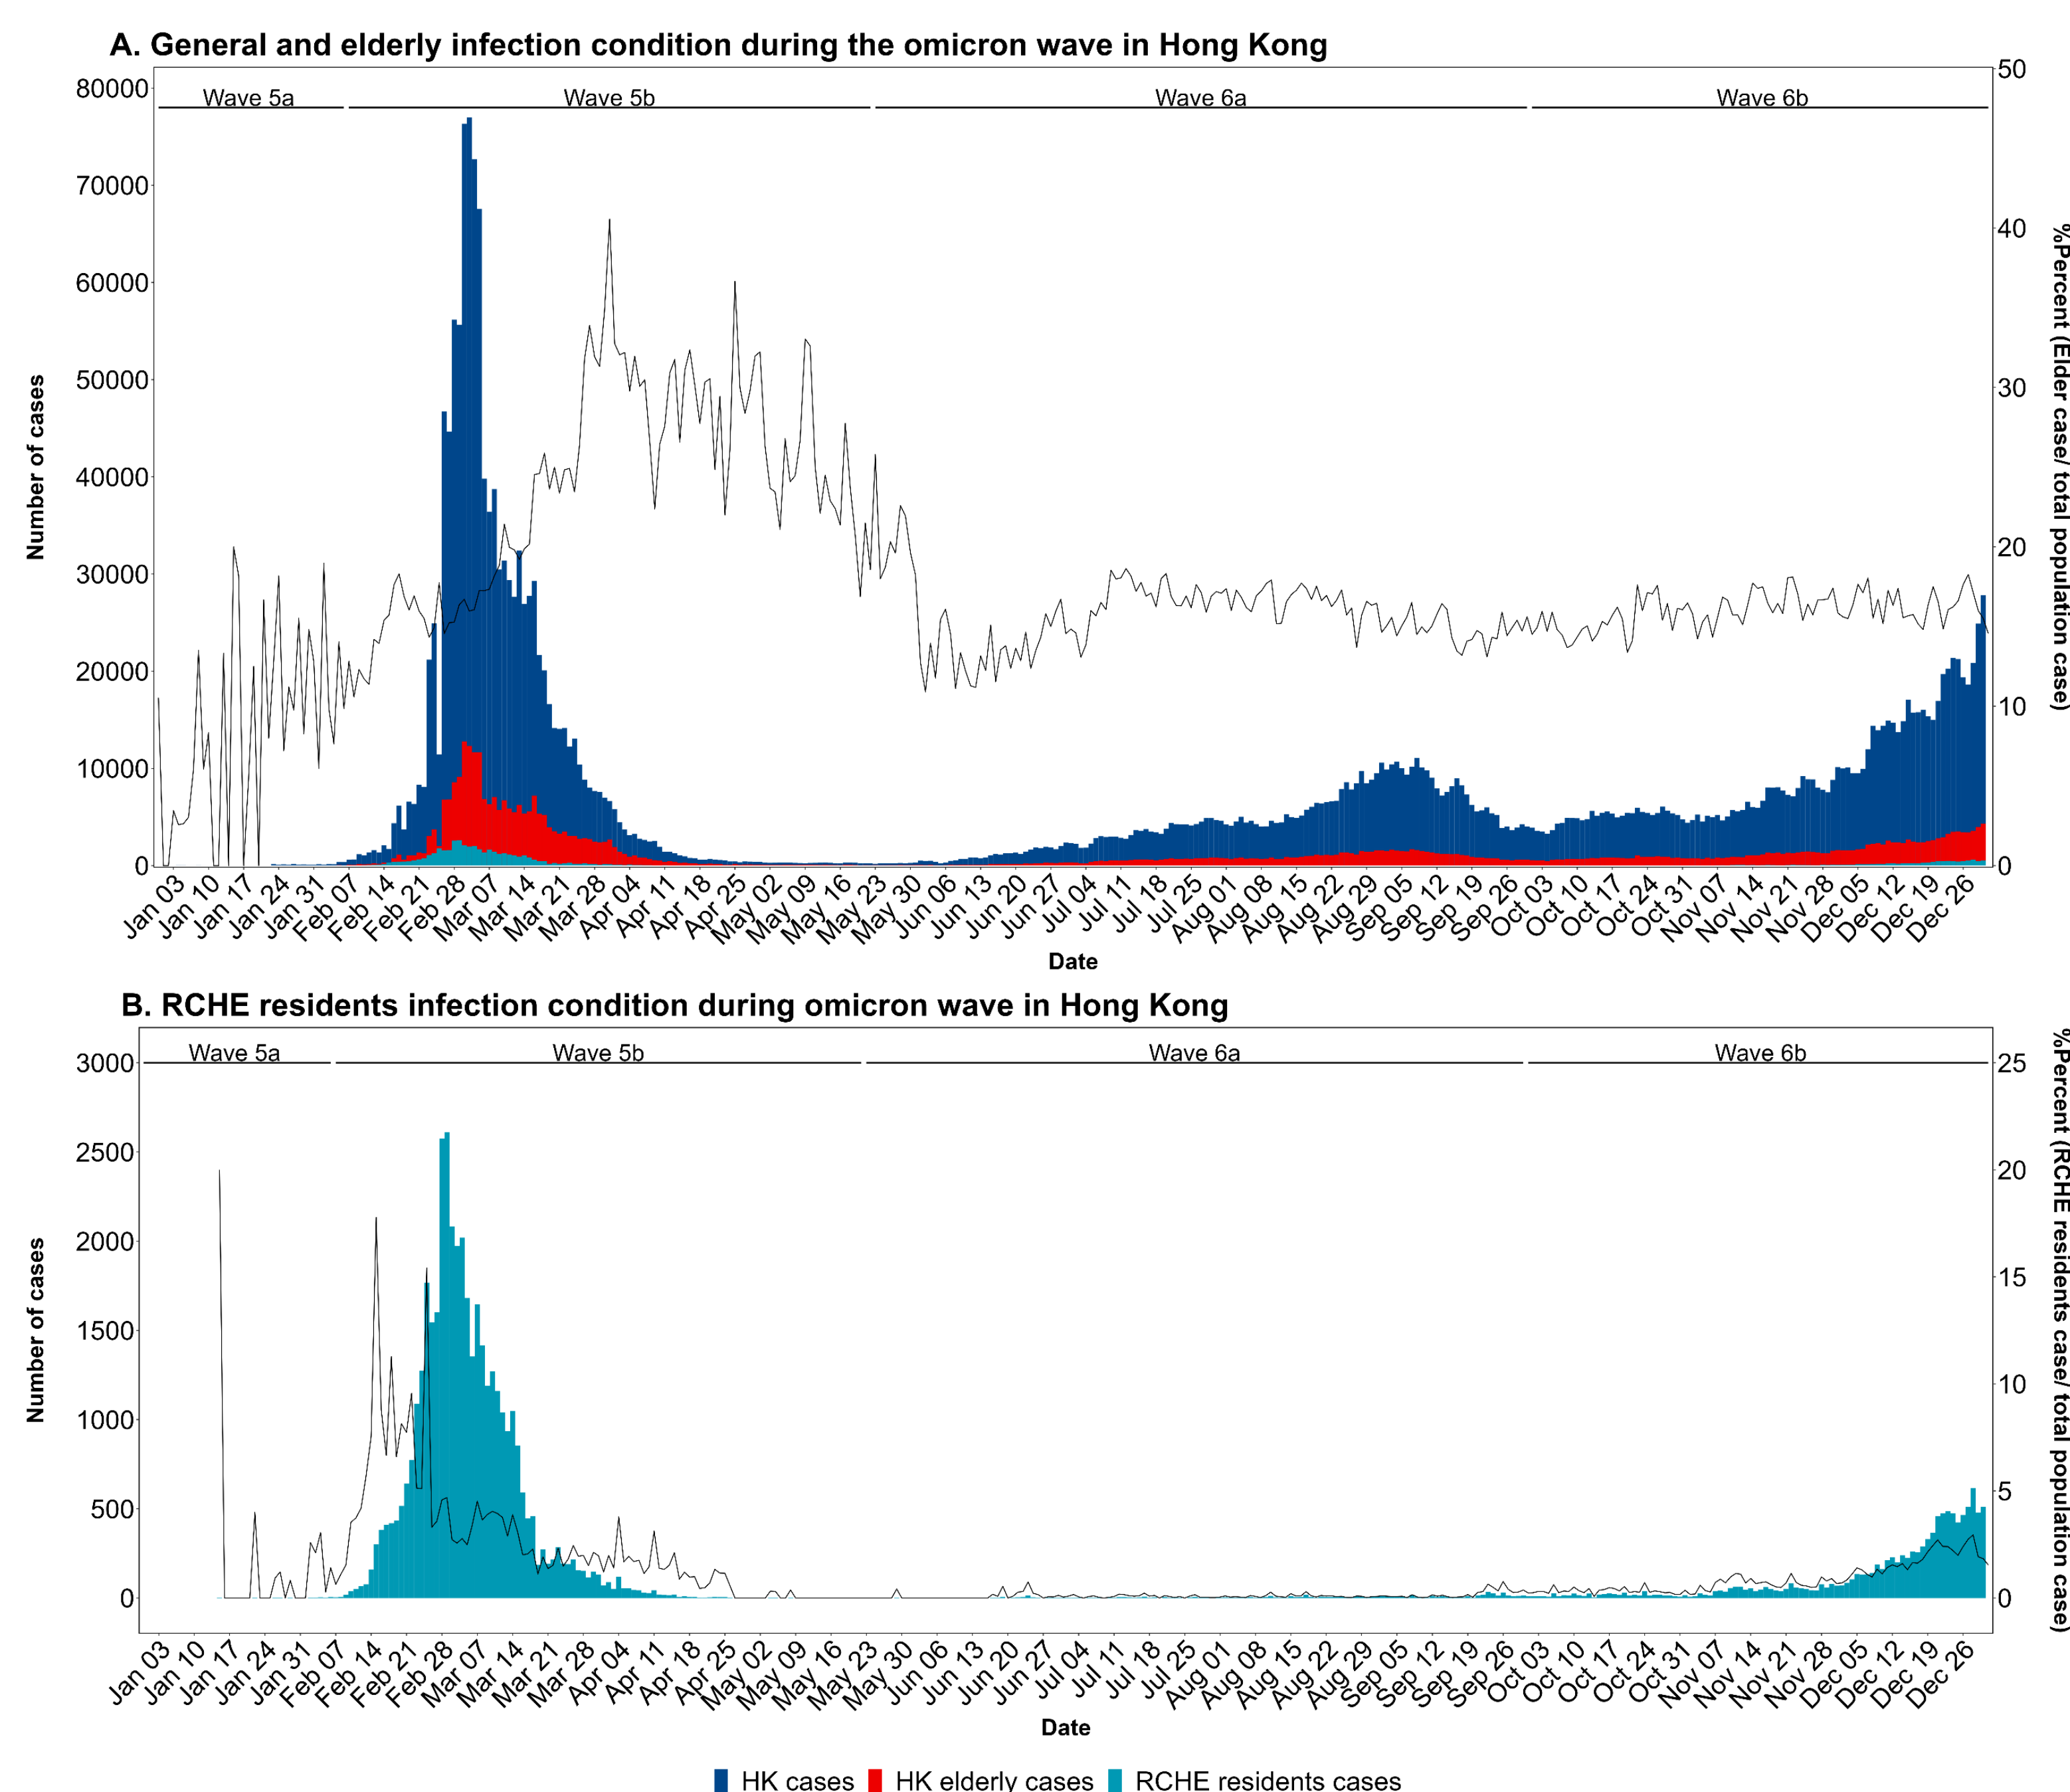 A. General and elderly infection condition during the omicron wave in Hong Kong
Wave 5a Wave 5b Wave 6a Wave 6b
Number of cases
80000
70000
60000
50000
40000
30000
20000
10000
0
50
40
30
20
10
0
%Percent (Elder case/ total population case)
Jan 03 Jan 10 Jan 17 Jan 24 Jan 31 Feb 07 Feb 14 Feb 21 Feb 28 Mar 07 Mar 14 Mar 21 Mar 28 Apr 04 Apr 11 Apr 18 Apr 25 May 02 May 09 May 16 May 23 May 30 Jun 06 Jun 13 Jun 20 Jun 27 Jul 04 Jul 11 Jul 18 Jul 25 Aug 01 Aug 08 Aug 15 Aug 22 Aug 29 Sep 05 Sep 12 Sep 19 Sep 26 Oct 03 Oct 10 Oct 17 Oct 24 Oct 31 Nov 07 Nov 14 Nov 21 Nov 28 Dec 05 Dec 12 Dec 19 Dec 26
Date
B. RCHE residents infection condition during omicron wave in Hong Kong
Wave 5a Wave 5b Wave 6a Wave 6b
Number of cases
3000
2500
2000
1500
1000
500
0
25
20
15
10
5
0
%Percent (RCHE residents case/ total population case)
Jan 03 Jan 10 Jan 17 Jan 24 Jan 31 Feb 07 Feb 14 Feb 21 Feb 28 Mar 07 Mar 14 Mar 21 Mar 28 Apr 04 Apr 11 Apr 18 Apr 25 May 02 May 09 May 16 May 23 May 30 Jun 06 Jun 13 Jun 20 Jun 27 Jul 04 Jul 11 Jul 18 Jul 25 Aug 01 Aug 08 Aug 15 Aug 22 Aug 29 Sep 05 Sep 12 Sep 19 Sep 26 Oct 03 Oct 10 Oct 17 Oct 24 Oct 31 Nov 07 Nov 14 Nov 21 Nov 28 Dec 05 Dec 12 Dec 19 Dec 26
Date
HK cases HK elderly cases RCHE residents cases